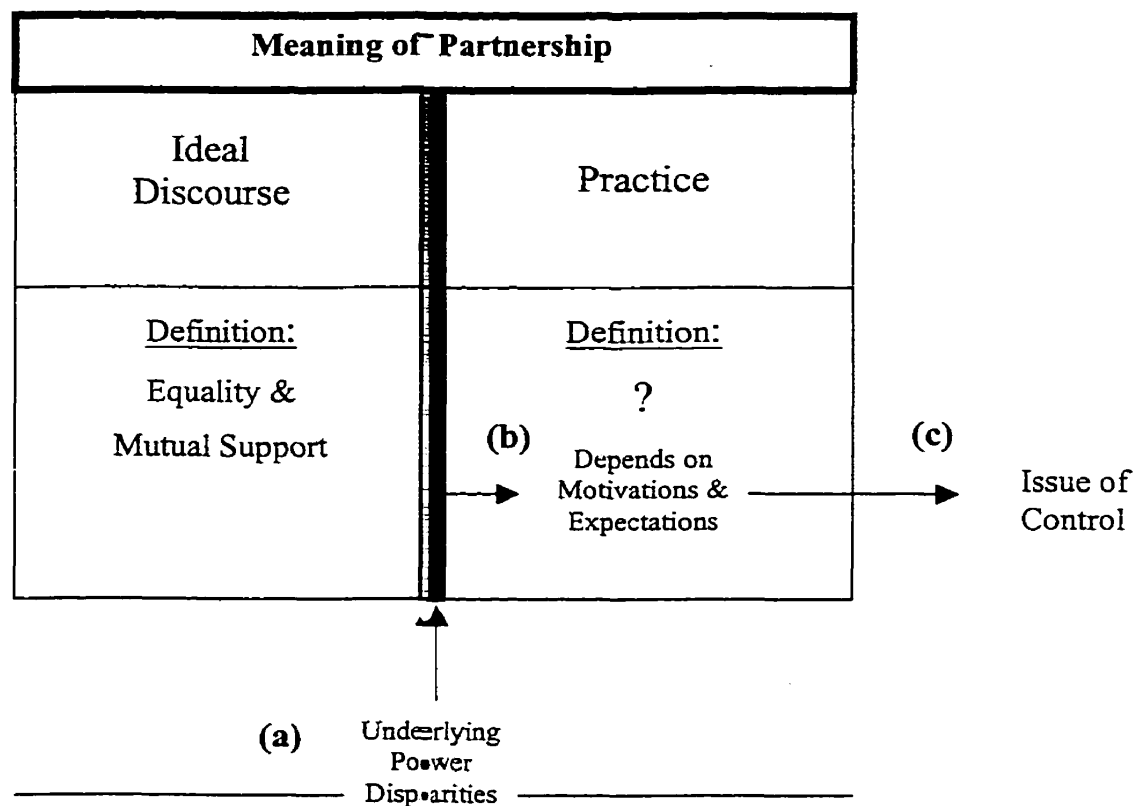 Meaning of Partnership
Ideal
Discourse
Practice
Definition:
Equality &
Mutual Support
Definition:
?
(b)
Depends on
Motivations &
Expectations
(c)
Issue of
Control
(a)
Underlying
Power
Disparities